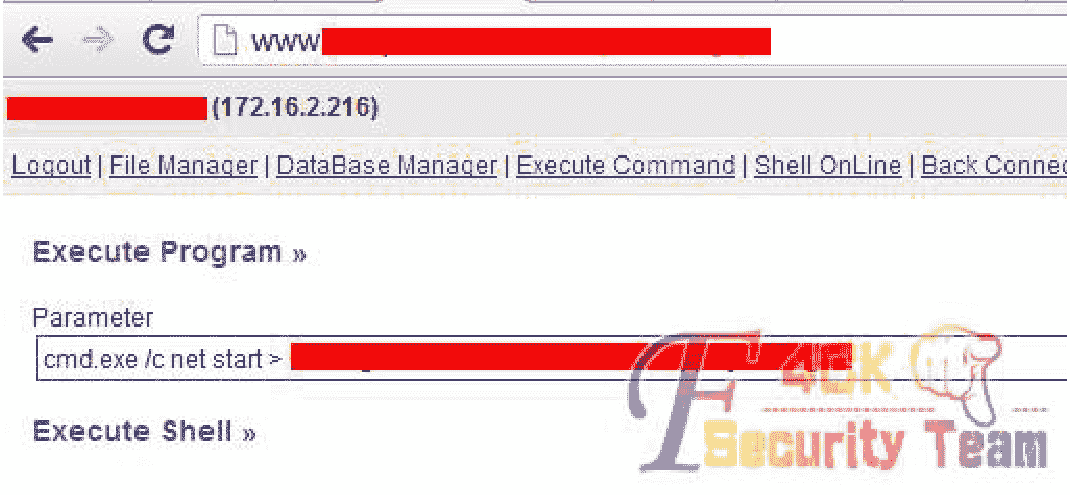 www
(172.16.2.216)
Logout | File Manager | DataBase Manager | Execute Command | Shell OnLine | Back Connec
Execute Program »
Parameter
cmd.exe /c net start >
Execute Shell »
F4CK
Security Team